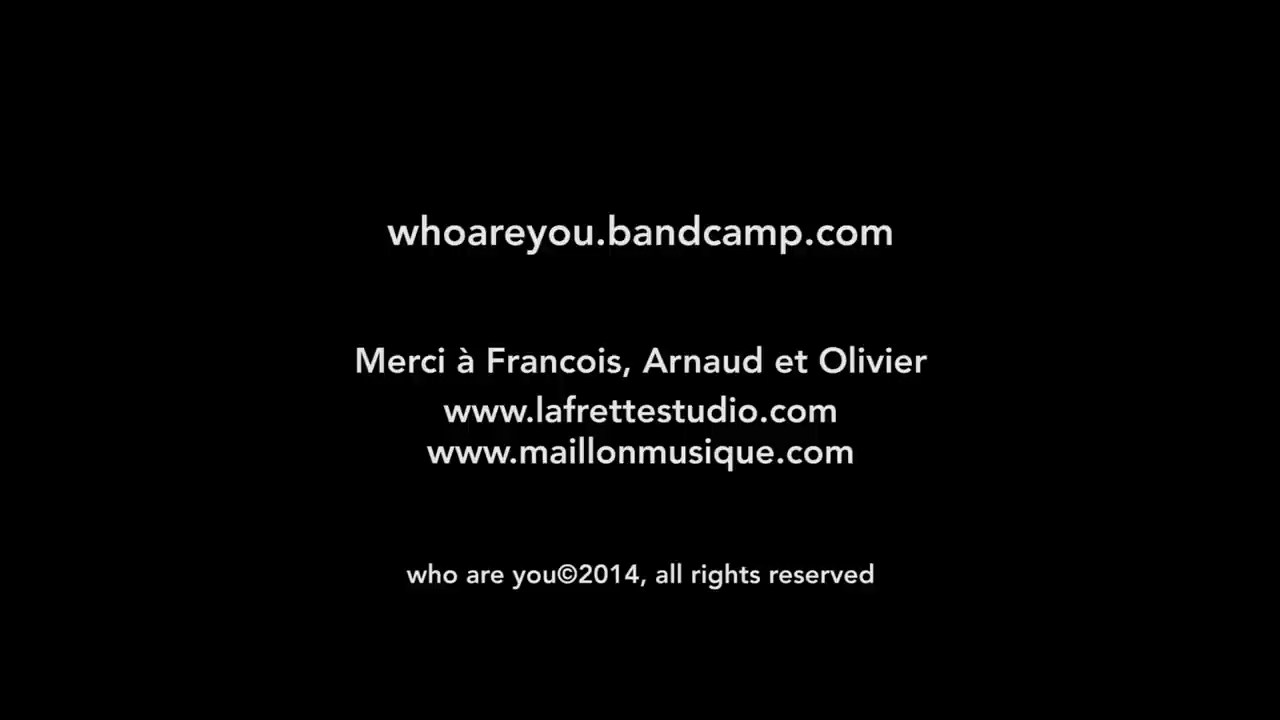 whoareyou.bandcamp.com
Merci à Francois, Arnaud et Olivier
www.lafrettestudio.com
www.maillonmusique.com
who are you©2014, all rights reserved